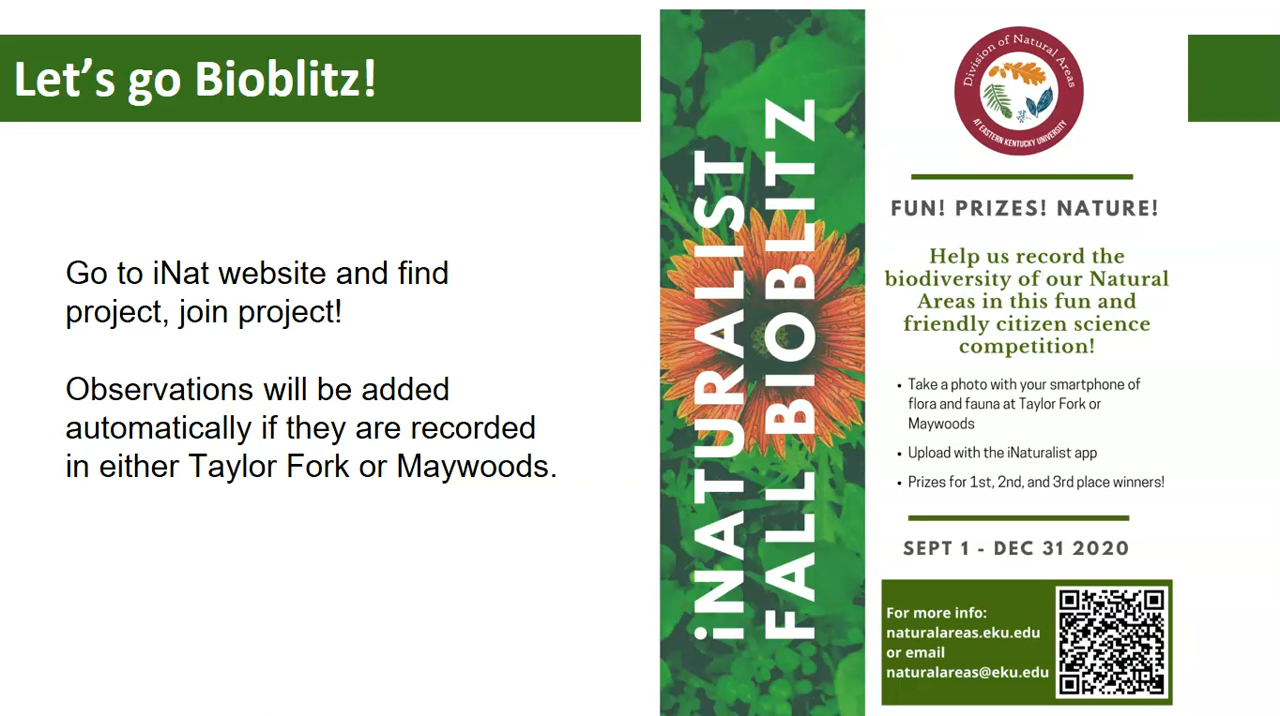 Let's go Bioblitz!
Go to iNat website and find
project, join project!
Observations will be added
automatically if they are recorded
in either Taylor Fork or Maywoods.
iNATURALIST
FALL BIOBLITZ
Division of Natural Areas
AT EASTERN KENTUCKY UNIVERSITY
FUN! PRIZES! NATURE!
Help us record the
biodiversity of our Natural
Areas in this fun and
friendly citizen science
competition!
• Take a photo with your smartphone of
flora and fauna at Taylor Fork or
Maywoods
• Upload with the iNaturalist app
• Prizes for 1st, 2nd, and 3rd place winners!
SEPT 1 - DEC 31 2020
For more info:
naturalareas.eku.edu
or email
naturalareas@eku.edu